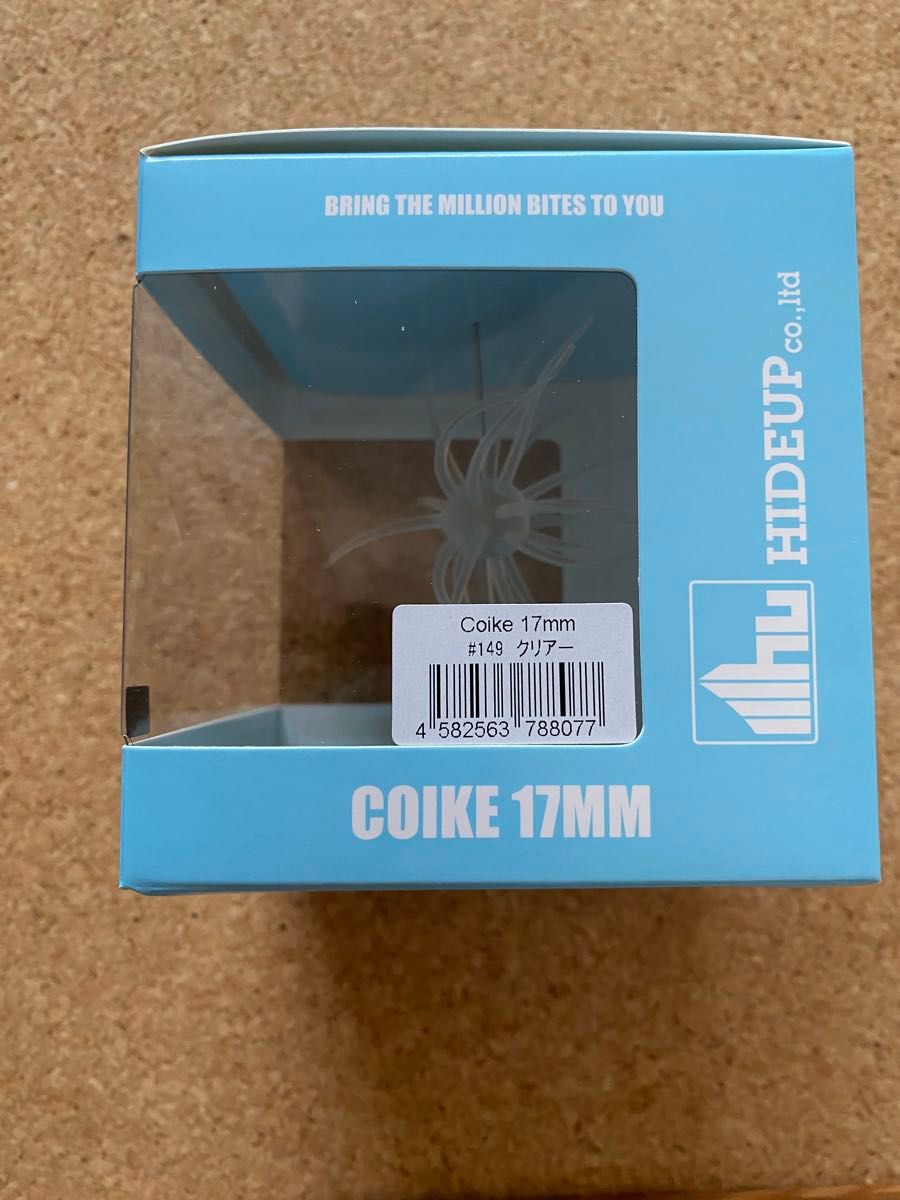 BRING THE MILLION BITES TO YOU
HIDEUP co.,ltd
hu
Coike 17mm
#149 クリアー
4 582563 788077
COIKE 17MM